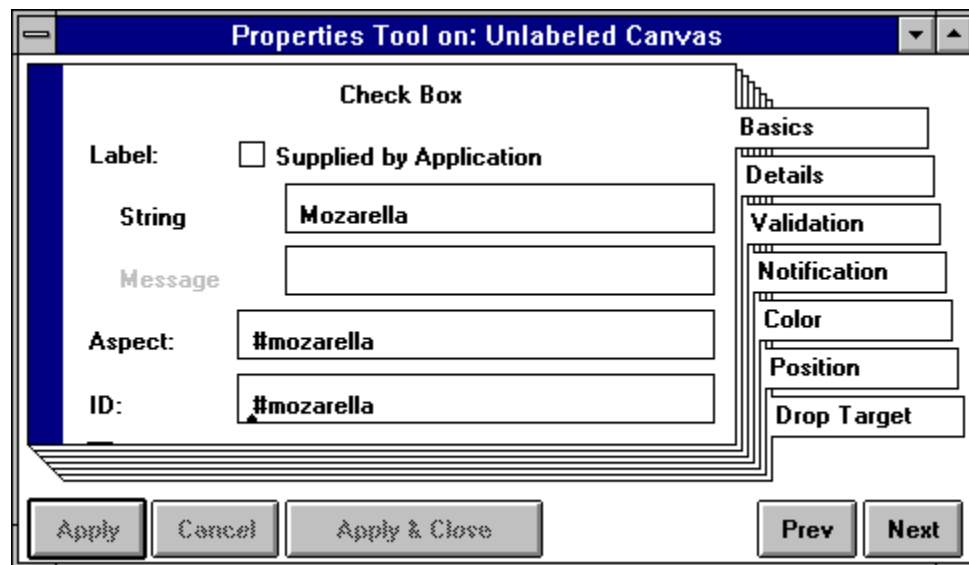 Properties Tool on: Unlabeled Canvas
Check Box
Label:
Supplied by Application
String
Mozarella
Message
Aspect:
#mozarella
ID:
#mozarella
Basics
Details
Validation
Notification
Color
Position
Drop Target
Apply
Cancel
Apply & Close
Prev
Next